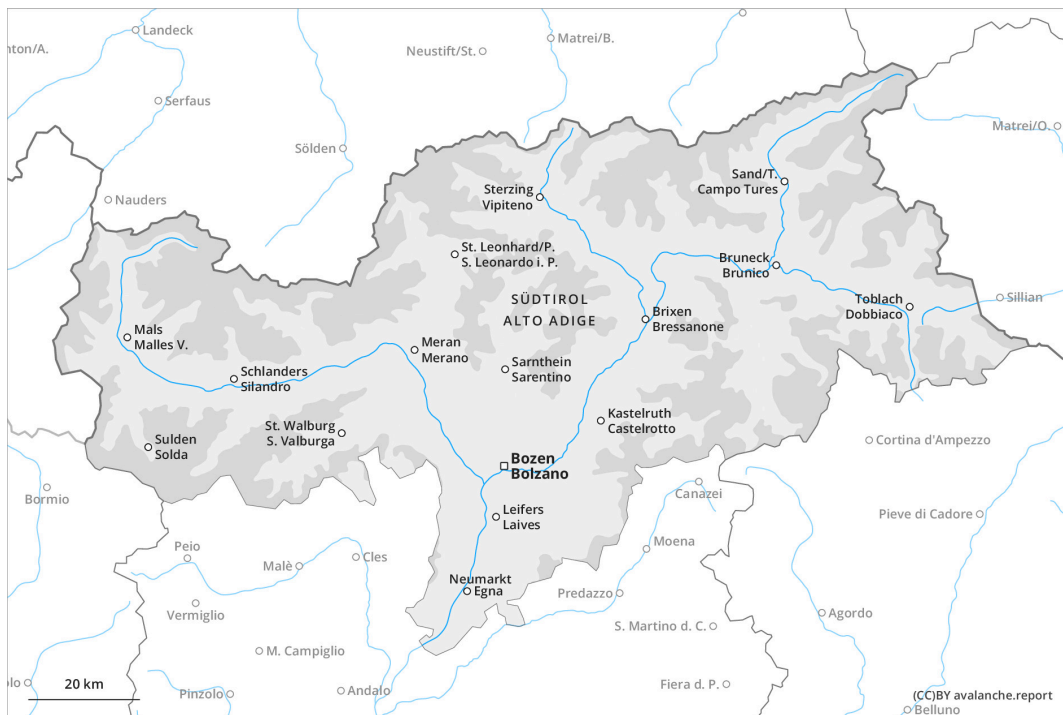 Landeck
nton/A.
Neustift/St.
Matrei/B.
Serfaus
Matrei/O.
Sölden
Sand/T.
Campo Tures
Sterzing
Vipiteno
Nauders
St. Leonhard/P.
S. Leonardo i. P.
Bruneck
Brunico
SÜDTIROL
ALTO ADIGE
Toblach
Dobbiaco
Sillian
Brixen
Bressanone
Mals
Malles V.
Meran
Merano
Sarnthein
Sarentino
Schlanders
Silandro
Kastelruth
Castelrotto
St. Walburg
S. Valburga
Sulden
Solda
Cortina d'Ampezzo
Bozen
Bolzano
Bormio
Canazei
Leifers
Laives
Pieve di Cadore
Peio
Malè
Cles
Moena
Neumarkt
Egna
Predazzo
Vermiglio
Agordo
S. Martino d. C.
M. Campiglio
olo
20 km
Pinzolo
Andalo
Fiera d. P.
(CC)BY avalanche.report
Belluno